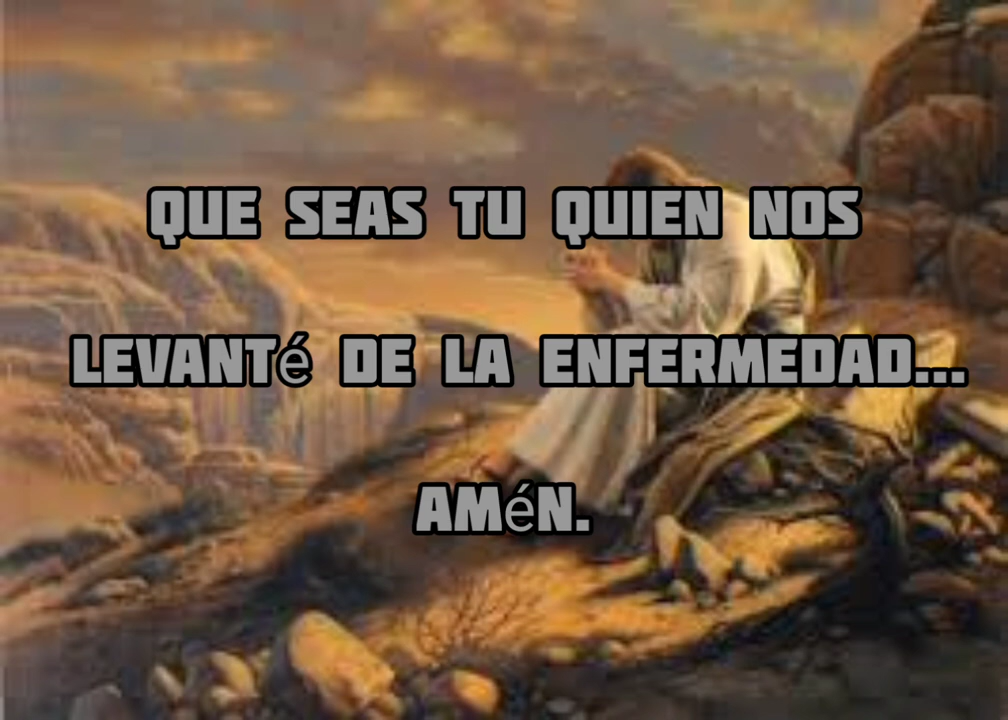 QUE SEAS TU QUIEN NOS
LEVANTé DE LA ENFERMEDAD...
AMéN.